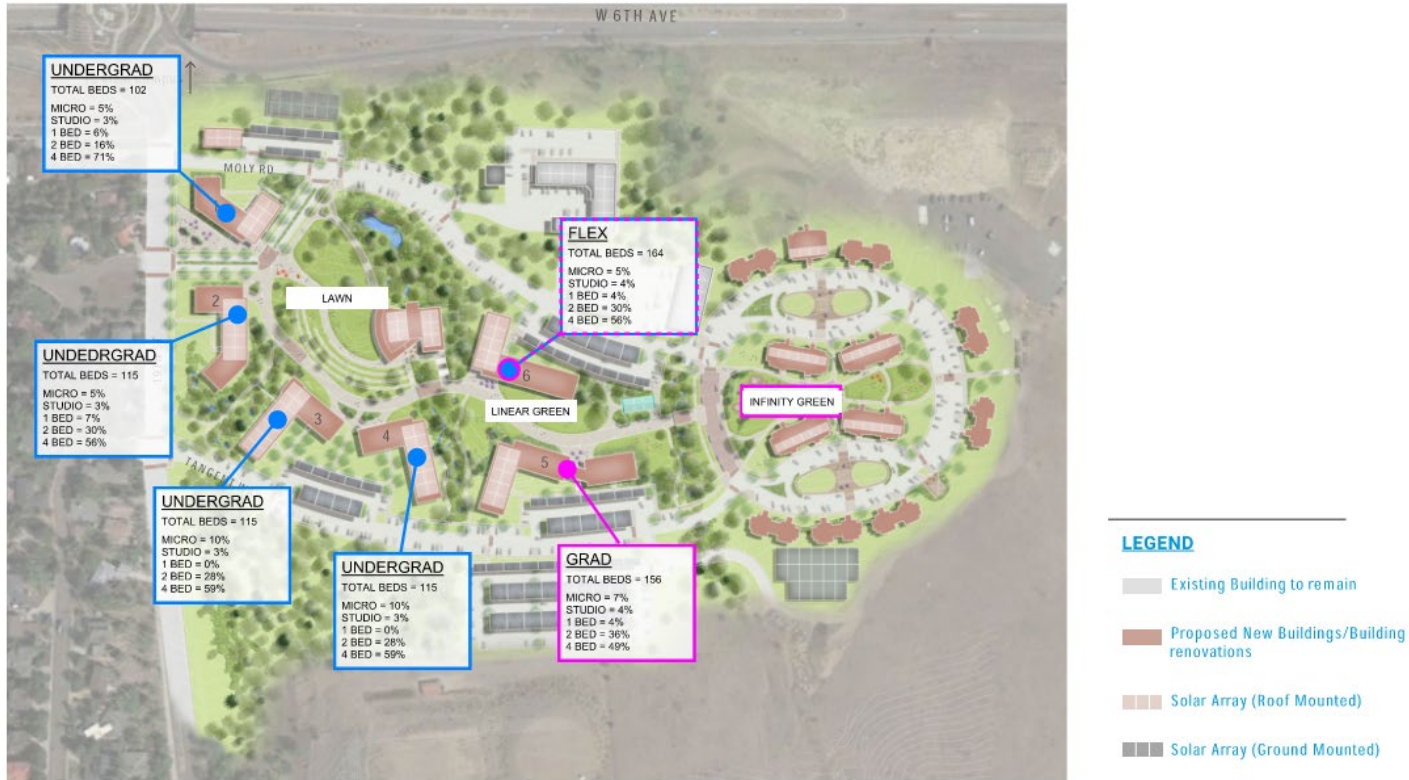 W 6TH AVE
UNDERGRAD
TOTAL BEDS = 102
MICRO = 5%
STUDIO = 3%
1 BED = 6%
2 BED = 16%
4 BED = 71%
MOLY RD
FLEX
TOTAL BEDS = 164
MICRO = 5%
STUDIO = 4%
1 BED = 4%
2 BED = 30%
4 BED = 56%
LAWN
2
UNDEDRGRAD
TOTAL BEDS = 115
MICRO = 5%
STUDIO = 3%
1 BED = 7%
2 BED = 30%
4 BED = 56%
6
LINEAR GREEN
INFINITY GREEN
3
4
5
TANGENT
UNDERGRAD
TOTAL BEDS = 115
MICRO = 10%
STUDIO = 3%
1 BED = 0%
2 BED = 28%
4 BED = 59%
UNDERGRAD
TOTAL BEDS = 115
MICRO = 10%
STUDIO = 3%
1 BED = 0%
2 BED = 28%
4 BED = 59%
GRAD
TOTAL BEDS = 156
MICRO = 7%
STUDIO = 4%
1 BED = 4%
2 BED = 36%
4 BED = 49%
LEGEND
Existing Building to remain
Proposed New Buildings/Building
renovations
Solar Array (Roof Mounted)
Solar Array (Ground Mounted)